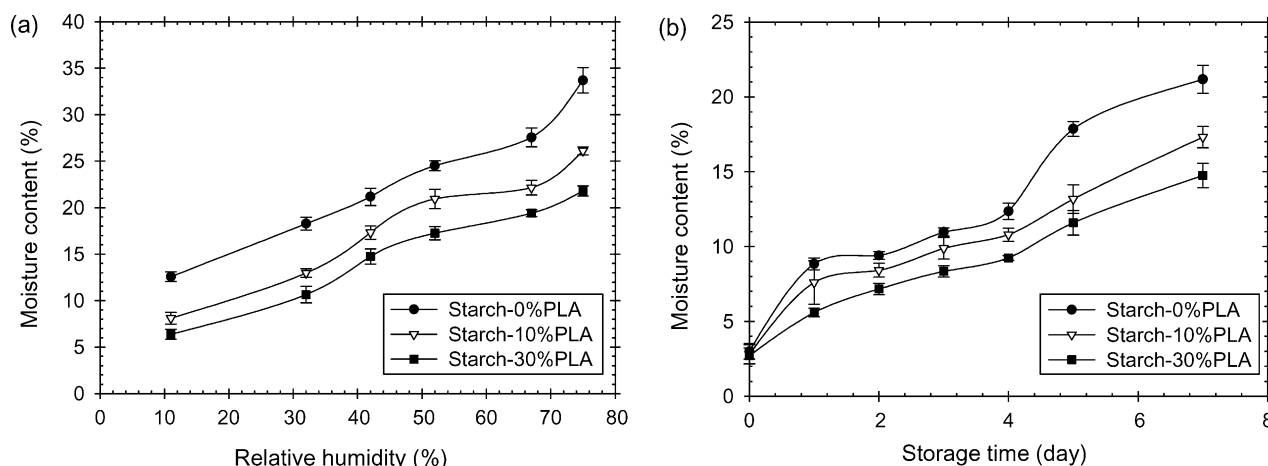 (a)
40
35
30
25
20
15
10
5
0
Moisture content (%)
Starch-0%PLA
Starch-10%PLA
Starch-30%PLA
0 10 20 30 40 50 60 70 80
Relative humidity (%)
(b)
25
20
15
10
5
0
Moisture content (%)
Starch-0%PLA
Starch-10%PLA
Starch-30%PLA
0 2 4 6 8
Storage time (day)